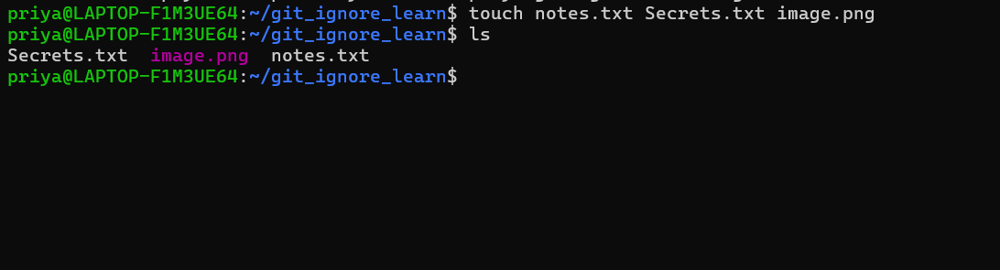 priya@LAPTOP-F1M3UE64:~/git_ignore_learn$ touch notes.txt Secrets.txt image.png
priya@LAPTOP-F1M3UE64:~/git_ignore_learn$ ls
Secrets.txt  image.png  notes.txt
priya@LAPTOP-F1M3UE64:~/git_ignore_learn$